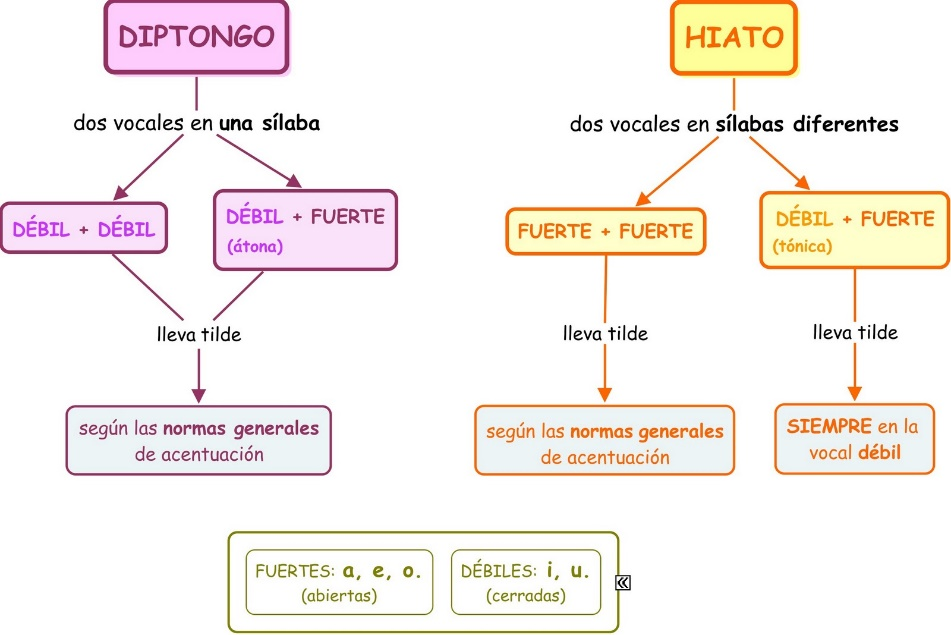 DIPTONGO
dos vocales en una sílaba
DÉBIL + DÉBIL
DÉBIL + FUERTE
(átona)
lleva tilde
según las normas generales
de acentuación
HIATO
dos vocales en sílabas diferentes
FUERTE + FUERTE
lleva tilde
según las normas generales
de acentuación
DÉBIL + FUERTE
(tónica)
lleva tilde
SIEMPRE en la
vocal débil
FUERTES: a, e, o.
(abiertas)
DÉBILES: i, u.
(cerradas)